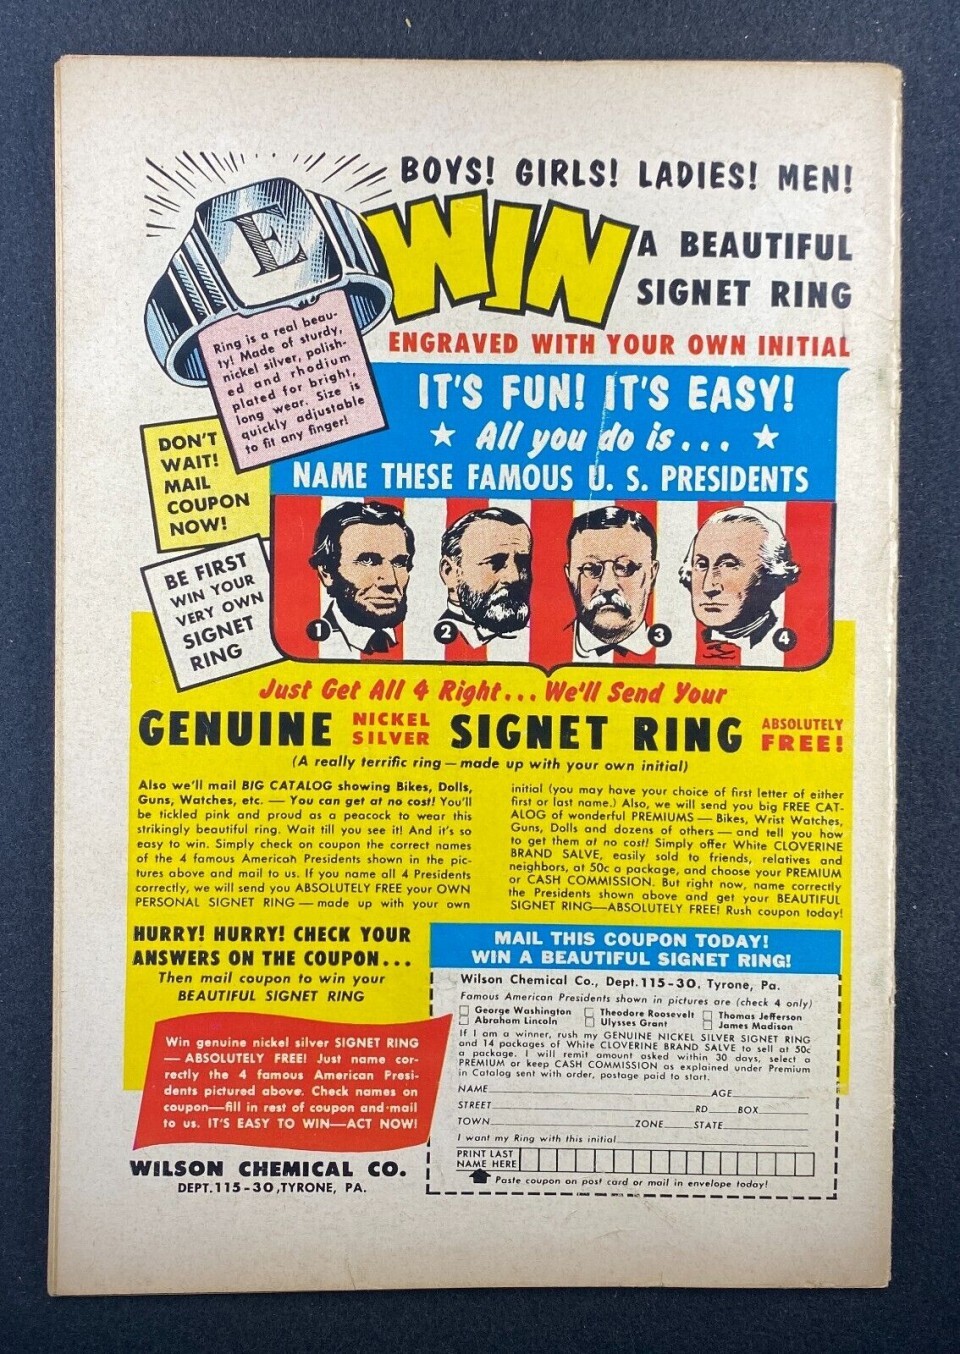 BOYS! GIRLS! LADIES! MEN!
WIN
A BEAUTIFUL
SIGNET RING
ENGRAVED WITH YOUR OWN INITIAL
E
Ring is a real beau-
ty! Made of sturdy,
nickel silver, polish-
ed and rhodium
plated for bright,
long wear. Size is
quickly adjustable
to fit any finger!
IT'S FUN! IT'S EASY!
★ All you do is... ★
NAME THESE FAMOUS U. S. PRESIDENTS
DON'T
WAIT!
MAIL
COUPON
NOW!
BE FIRST
WIN YOUR
VERY OWN
SIGNET
RING
1 2 3 4
Just Get All 4 Right... We'll Send Your
GENUINE NICKEL SILVER SIGNET RING ABSOLUTELY FREE!
(A really terrific ring—made up with your own initial)
Also we'll mail BIG CATALOG showing Bikes, Dolls,
Guns, Watches, etc. — You can get at no cost! You'll
be tickled pink and proud as a peacock to wear this
strikingly beautiful ring. Wait till you see it! And it's so
easy to win. Simply check on coupon the correct names
of the 4 famous American Presidents shown in the pic-
tures above and mail to us. If you name all 4 Presidents
correctly, we will send you ABSOLUTELY FREE your OWN
PERSONAL SIGNET RING — made up with your own
initial (you may have your choice of first letter of either
first or last name.) Also, we will send you big FREE CAT-
ALOG of wonderful PREMIUMS — Bikes, Wrist Watches,
Guns, Dolls and dozens of others — and tell you how
to get them at no cost! Simply offer White CLOVERINE
BRAND SALVE, easily sold to friends, relatives and
neighbors, at 50c a package, and choose your PREMIUM
or CASH COMMISSION. But right now, name correctly
the Presidents shown above and get your BEAUTIFUL
SIGNET RING—ABSOLUTELY FREE! Rush coupon today!
HURRY! HURRY! CHECK YOUR
ANSWERS ON THE COUPON...
Then mail coupon to win your
BEAUTIFUL SIGNET RING
Win genuine nickel silver SIGNET RING
— ABSOLUTELY FREE! Just name cor-
rectly the 4 famous American Presi-
dents pictured above. Check names on
coupon—fill in rest of coupon and mail
to us. IT'S EASY TO WIN—ACT NOW!
WILSON CHEMICAL CO.
DEPT.115-30,TYRONE, PA.
MAIL THIS COUPON TODAY!
WIN A BEAUTIFUL SIGNET RING!
Wilson Chemical Co., Dept.115-30, Tyrone, Pa.
Famous American Presidents shown in pictures are (check 4 only)
George Washington Theodore Roosevelt Thomas Jefferson
Abraham Lincoln Ulysses Grant James Madison
If I am a winner, rush my GENUINE NICKEL SILVER SIGNET RING
and 14 packages of White CLOVERINE BRAND SALVE to sell at 50c
a package. I will remit amount asked within 30 days, select a
PREMIUM or keep CASH COMMISSION as explained under Premium
in Catalog sent with order, postage paid to start.
NAME AGE
STREET RD BOX
TOWN ZONE STATE
I want my Ring with this initial
PRINT LAST
NAME HERE
Paste coupon on post card or mail in envelope today!